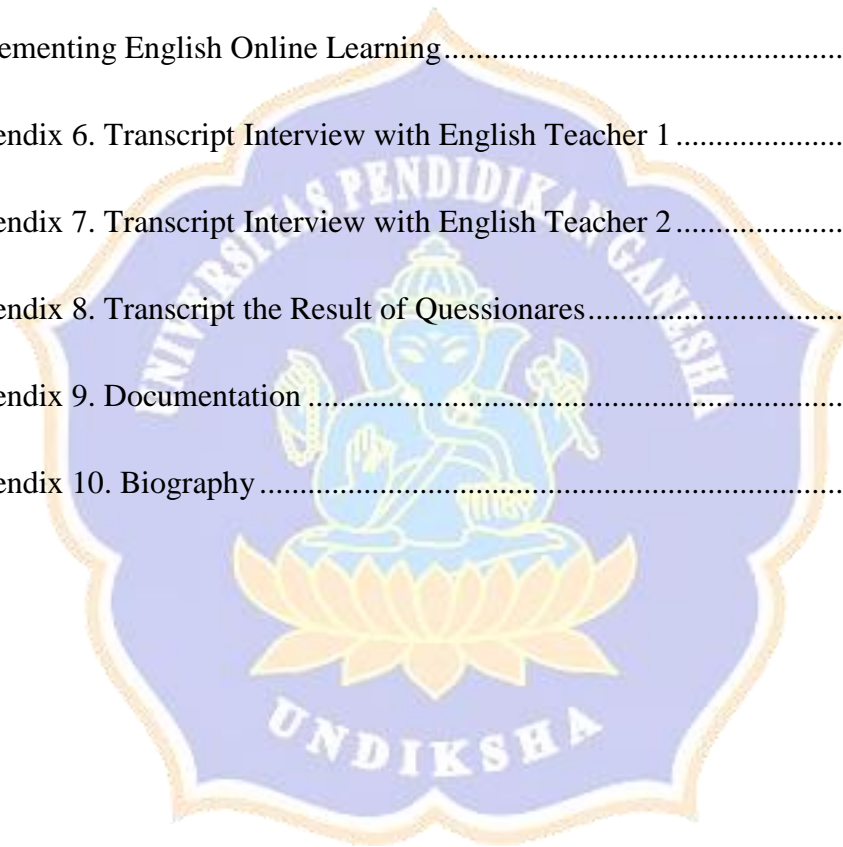 ementing English Online Learning.....................................................
endix 6. Transcript Interview with English Teacher 1.....................
endix 7. Transcript Interview with English Teacher 2.....................
endix 8. Transcript the Result of Quessionares................................
endix 9. Documentation...................................................................
endix 10. Biography.........................................................................
UNIVERSITAS PENDIDIKAN GANESHA
UNDIKSHA